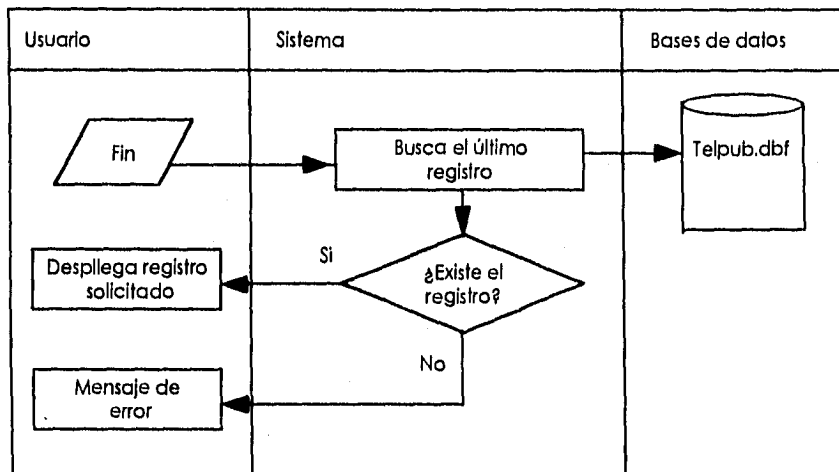 Usuario
Sistema
Bases de datos
Fin
Busca el último
registro
Telpub.dbf
Despliega registro
solicitado
Si
¿Existe el
registro?
No
Mensaje de
error